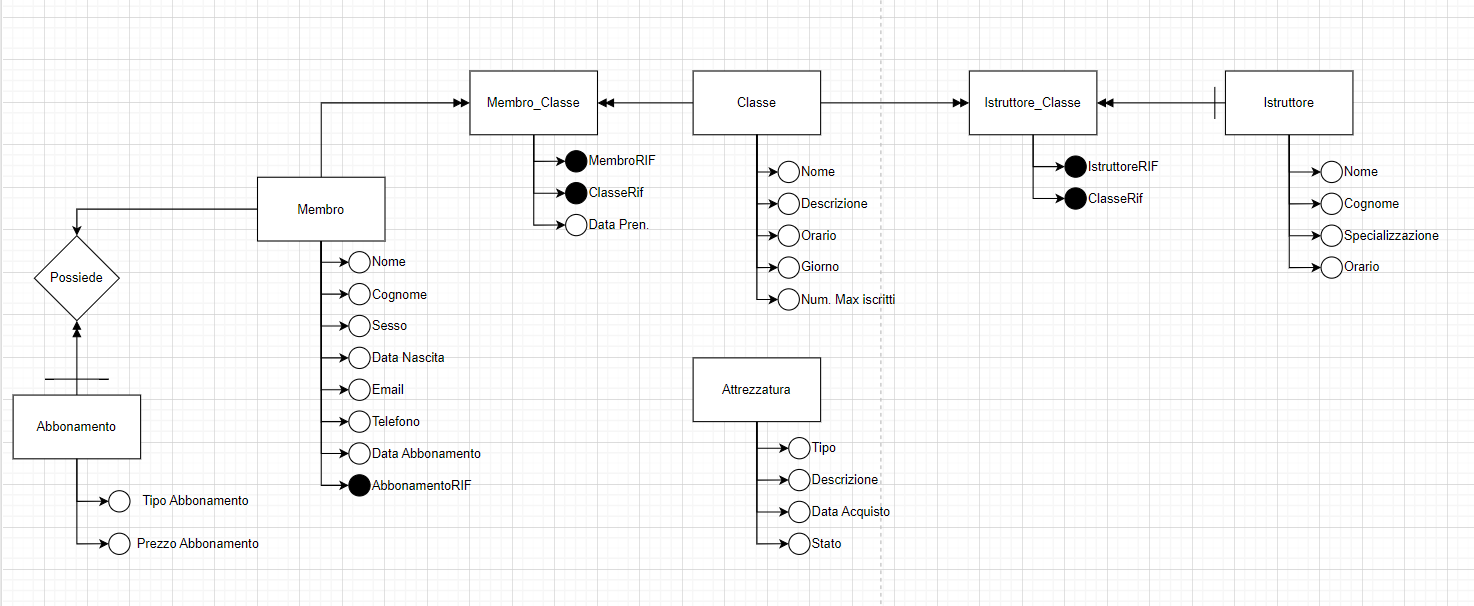 Membro_Classe
MembroRIF
ClasseRif
Data Pren.
Classe
Nome
Descrizione
Orario
Giorno
Num. Max iscritti
Istruttore_Classe
IstruttoreRIF
ClasseRif
Istruttore
Nome
Cognome
Specializzazione
Orario
Membro
Nome
Cognome
Sesso
Data Nascita
Email
Telefono
Data Abbonamento
AbbonamentoRIF
Possiede
Abbonamento
Tipo Abbonamento
Prezzo Abbonamento
Attrezzatura
Tipo
Descrizione
Data Acquisto
Stato